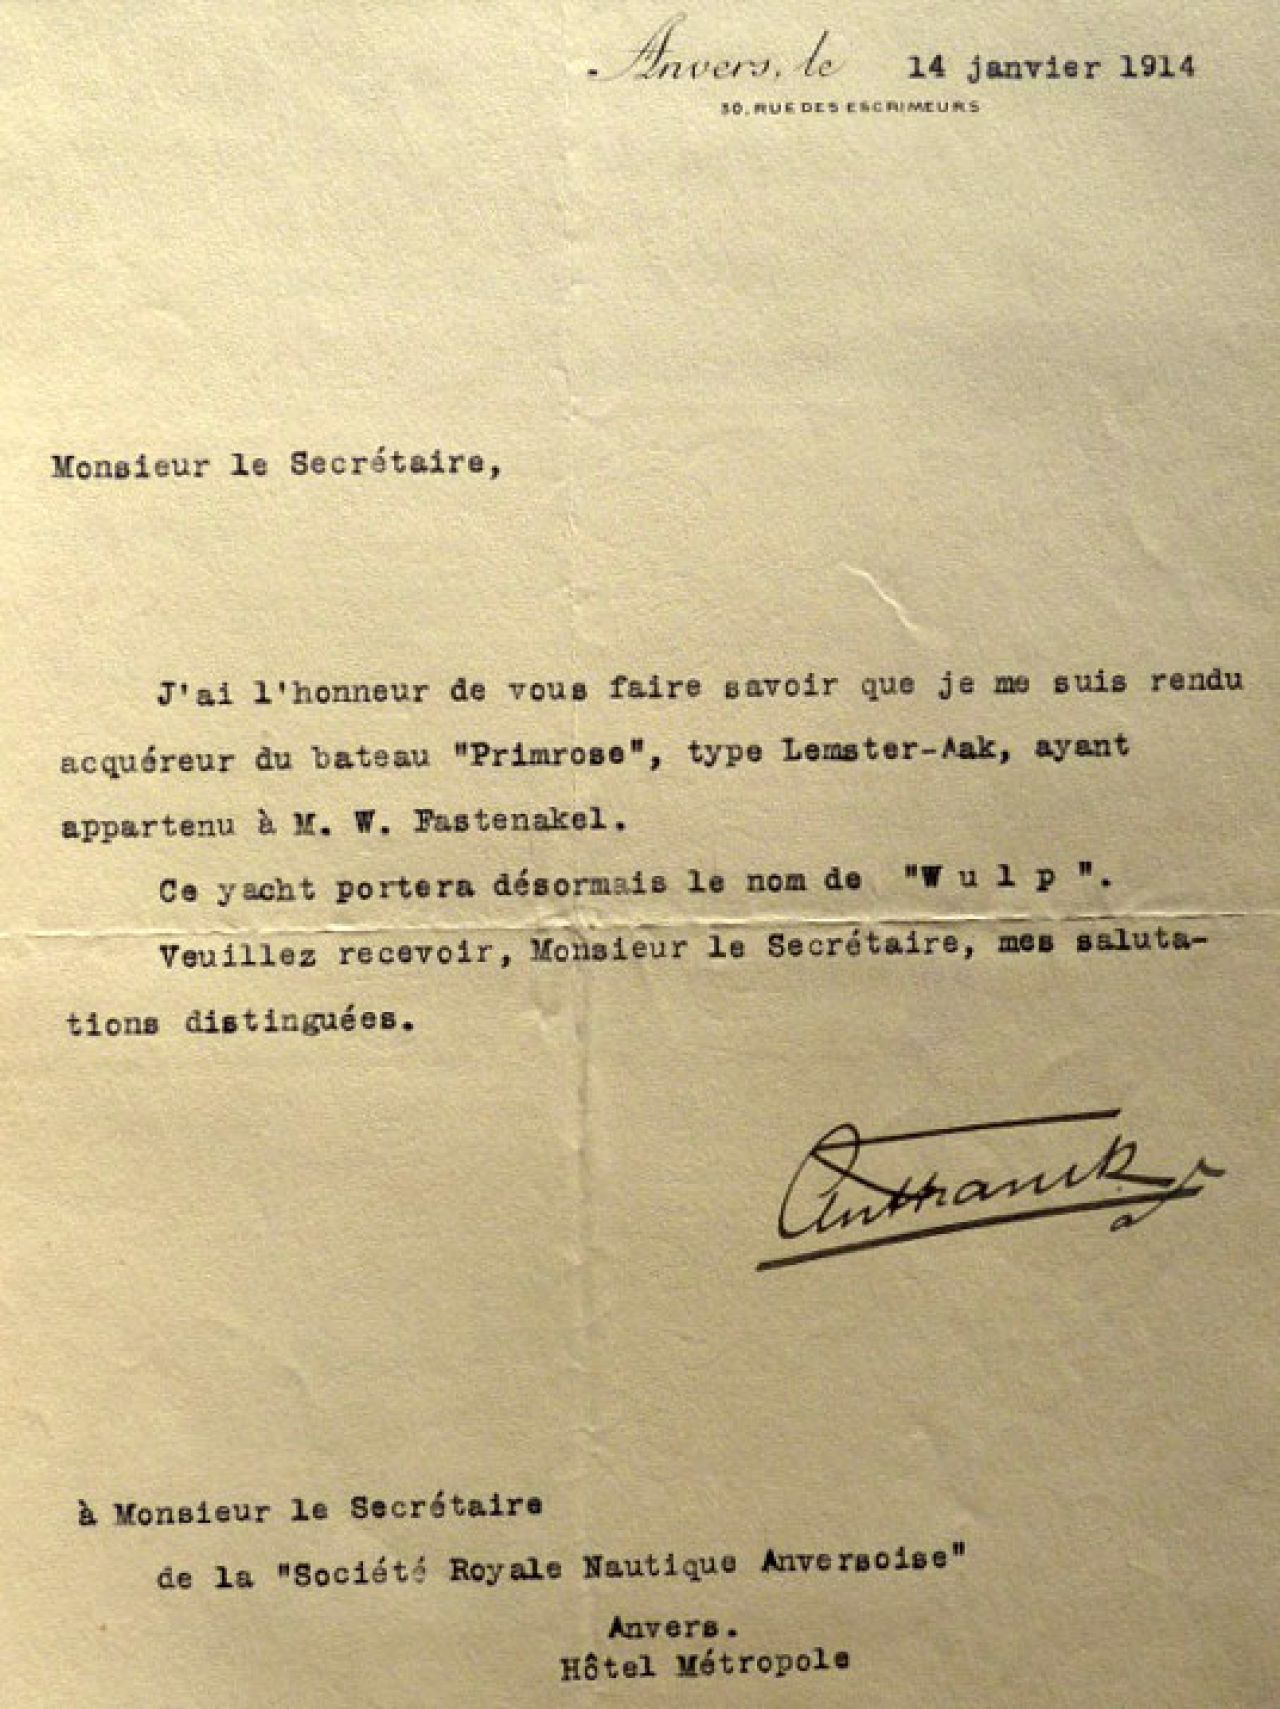 Anvers, le 14 janvier 1914
30, RUE DES ESCRIMEURS
Monsieur le Secrétaire,
J'ai l'honneur de vous faire savoir que je me suis rendu
acquéreur du bateau "Primrose", type Lemster-Aak, ayant
appartenu à M. W. Fastenakel.
Ce yacht portera désormais le nom de "W u l p".
Veuillez recevoir, Monsieur le Secrétaire, mes saluta-
tions distinguées.
à Monsieur le Secrétaire
de la "Société Royale Nautique Anversoise"
Anvers.
Hôtel Métropole